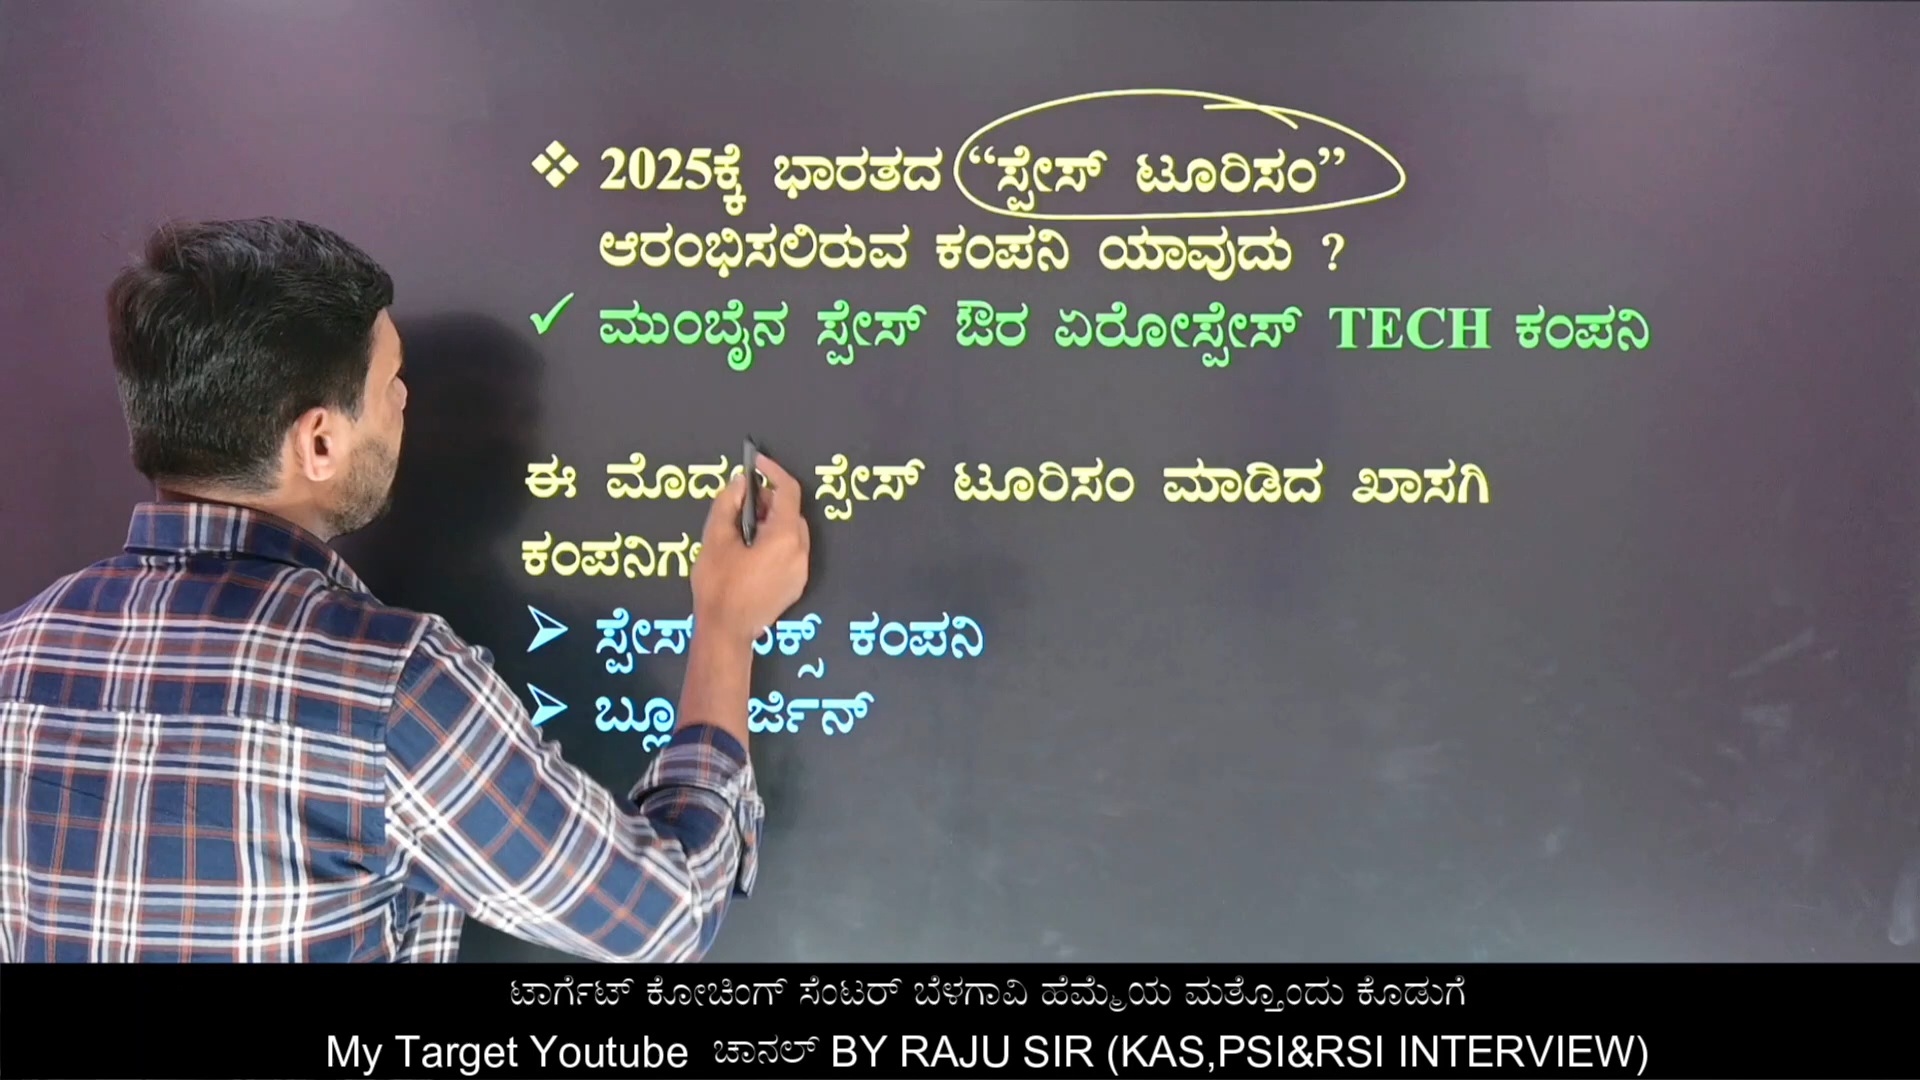 ❖ 2025ಕ್ಕೆ ಭಾರತದ “ಸ್ಪೇಸ್ ಟೂರಿಸಂ”
ಆರಂಭಿಸಲಿರುವ ಕಂಪನಿ ಯಾವುದು ?
✓ ಮುಂಬೈನ ಸ್ಪೇಸ್ ಔರ ಏರೋಸ್ಪೇಸ್ TECH ಕಂಪನಿ
ಈ ಸ್ಪೇಸ್ ಟೂರಿಸಂ ಮಾಡಿದ ಖಾಸಗಿ
➢ ಕಂಪನಿ
➢
ಟಾರ್ಗೆಟ್ ಕೋಚಿಂಗ್ ಸೆಂಟರ್ ಬೆಳಗಾವಿ ಹೆಮ್ಮೆಯ ಮತ್ತೊಂದು ಕೊಡುಗೆ
My Target Youtube ಚಾನಲ್ BY RAJU SIR (KAS,PSI&RSI INTERVIEW)